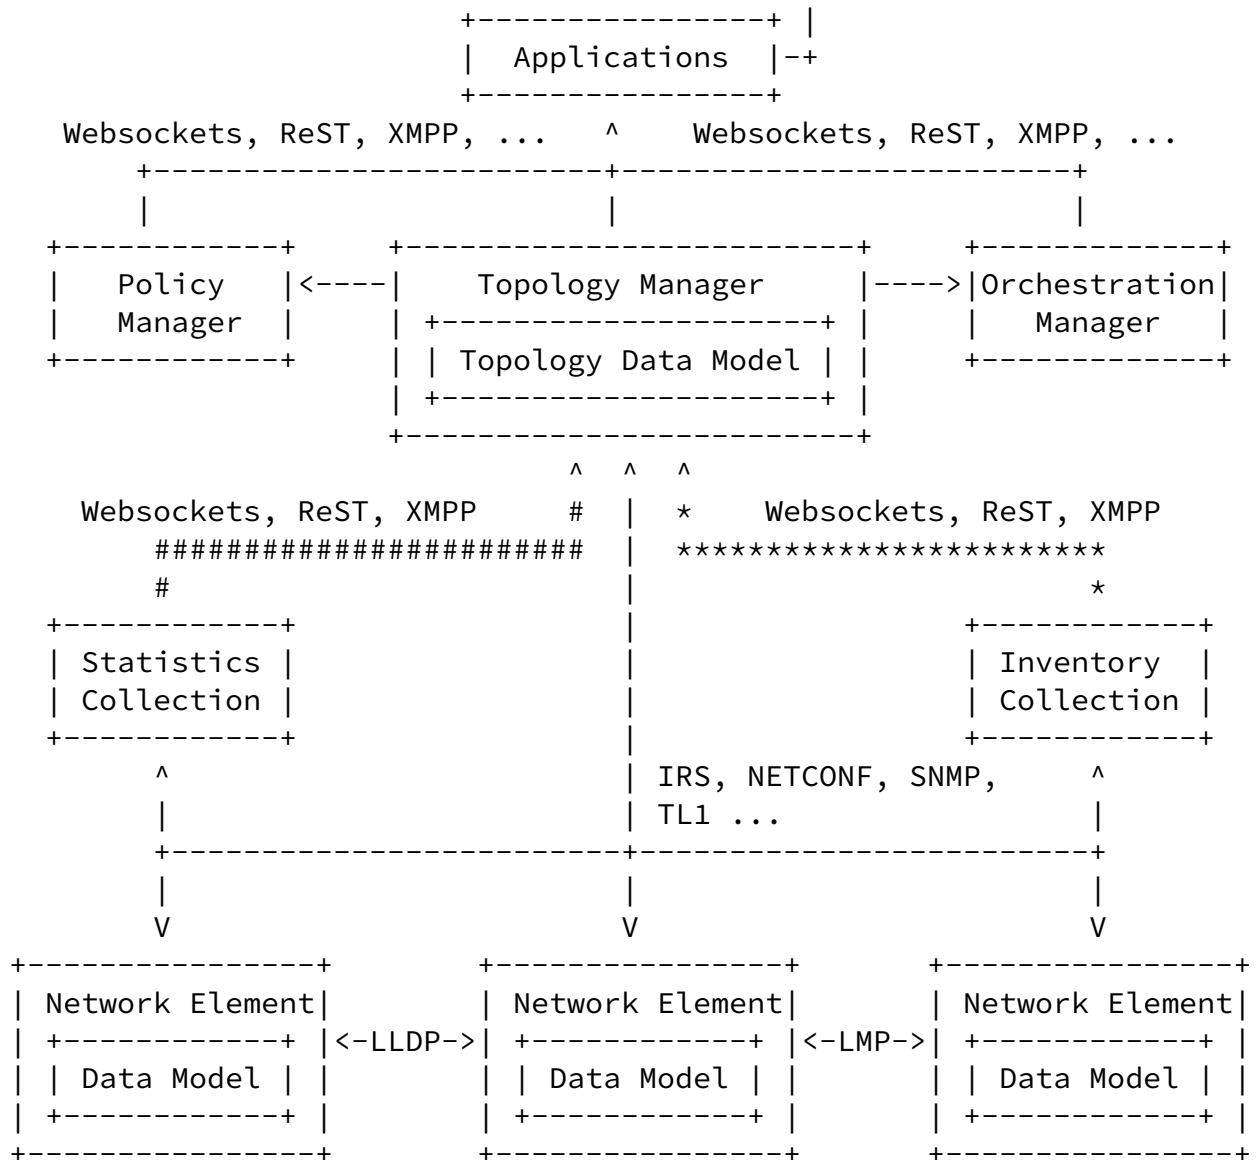 Applications
Websockets, ReST, XMPP, ... Websockets, ReST, XMPP, ...
Policy Topology Manager Orchestration
Manager Manager
Topology Data Model
Websockets, ReST, XMPP Websockets, ReST, XMPP
Statistics Inventory
Collection Collection
IRS, NETCONF, SNMP,
TL1 ...
Network Element Network Element Network Element
<-LLDP-> <-LMP->
Data Model Data Model Data Model